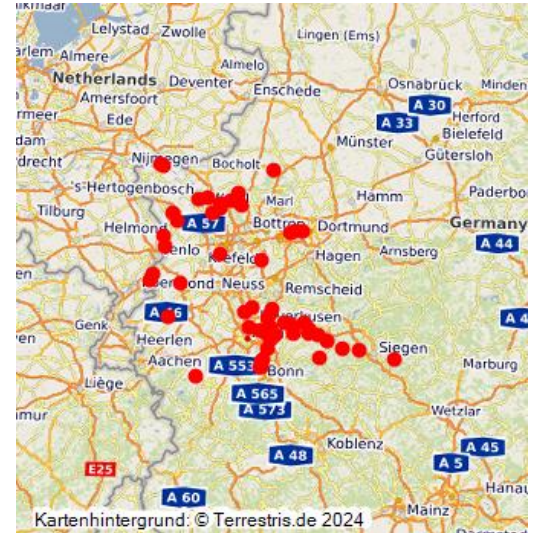 Lelystad Zwolle
Lingen (Ems)
Almere
Almelo
Netherlands Deventer Enschede
Osnabrück Minden
Amersfoort
A 30
Ede
A 33 Herford
Bielefeld
Münster
Gütersloh
Nijmegen Bocholt
's-Hertogenbosch
Marl Hamm
Tilburg
A 57
Helmond
Bottrop Dortmund
Germany
A 44
Krefeld
Hagen Arnsberg
Neuss
Remscheid
Genk
Heerlen
Siegen
Aachen
A 553
Marburg
Liège
Bonn
A 565
A 573
Wetzlar
Koblenz
A 48
A 45
A 5
E25
A 60
Mainz
Kartenhintergrund: © Terrestris.de 2024